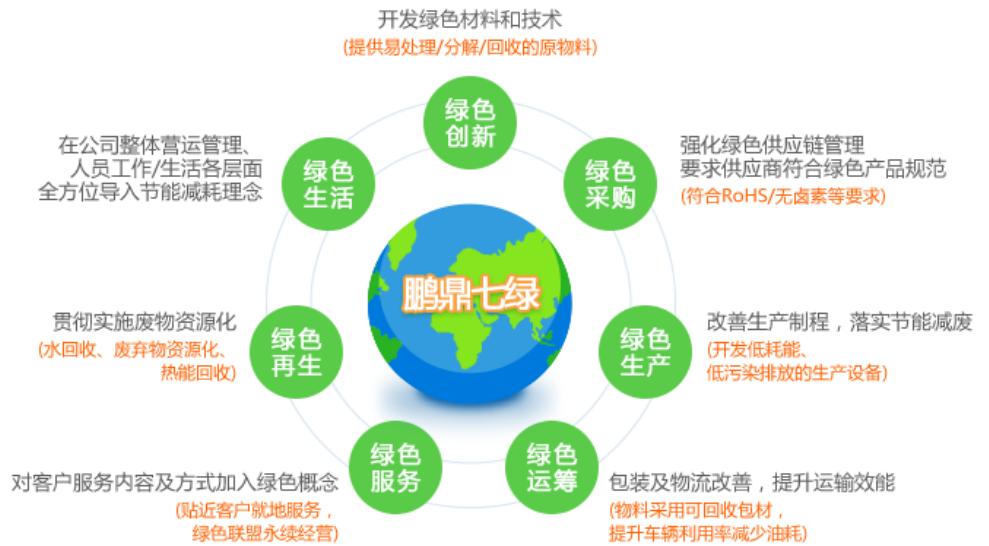 开发绿色材料和技术
(提供易处理/分解/回收的原物料)
绿色
创新
强化绿色供应链管理
要求供应商符合绿色产品规范
(符合RoHS/无卤素等要求)
绿色
采购
改善生产制程，落实节能减废
(开发低耗能、
低污染排放的生产设备)
绿色
生产
包装及物流改善，提升运输效能
(物料采用可回收包材，
提升车辆利用率减少油耗)
绿色
运筹
对客户服务内容及方式加入绿色概念
(贴近客户就地服务，
绿色联盟永续经营)
绿色
服务
贯彻实施废物资源化
(水回收、废弃物资源化、
热能回收)
绿色
再生
在公司整体营运管理、
人员工作/生活各层面
全方位导入节能减耗理念
绿色
生活
鹏鼎七绿